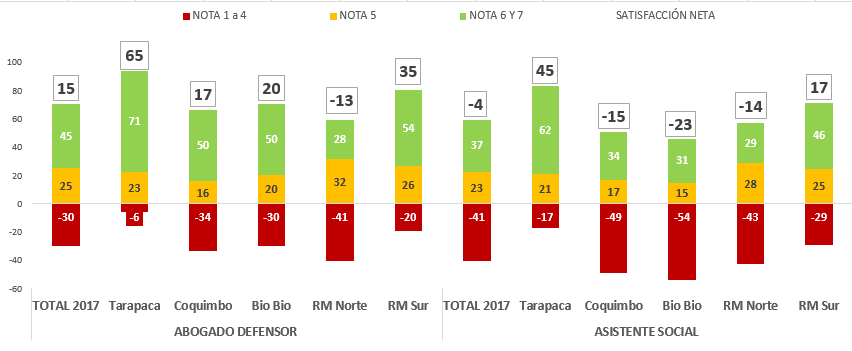 NOTA 1 a 4 NOTA 5 NOTA 6 Y 7 SATISFACCIÓN NETA
65
45
15 17 20 -13 35 -4 -15 -23 -14 17
100
80
60
40
20
0
-20
-40
-60
45 71 50 50 28 54 37 62 34 31 29 46
25 23 16 20 32 26 23 21 17 15 28 25
-30 -6 -34 -30 -41 -20 -41 -17 -49 -54 -43 -29
TOTAL 2017 Tarapaca Coquimbo Bio Bio RM Norte RM Sur TOTAL 2017 Tarapaca Coquimbo Bio Bio RM Norte RM Sur
ABOGADO DEFENSOR ASISTENTE SOCIAL